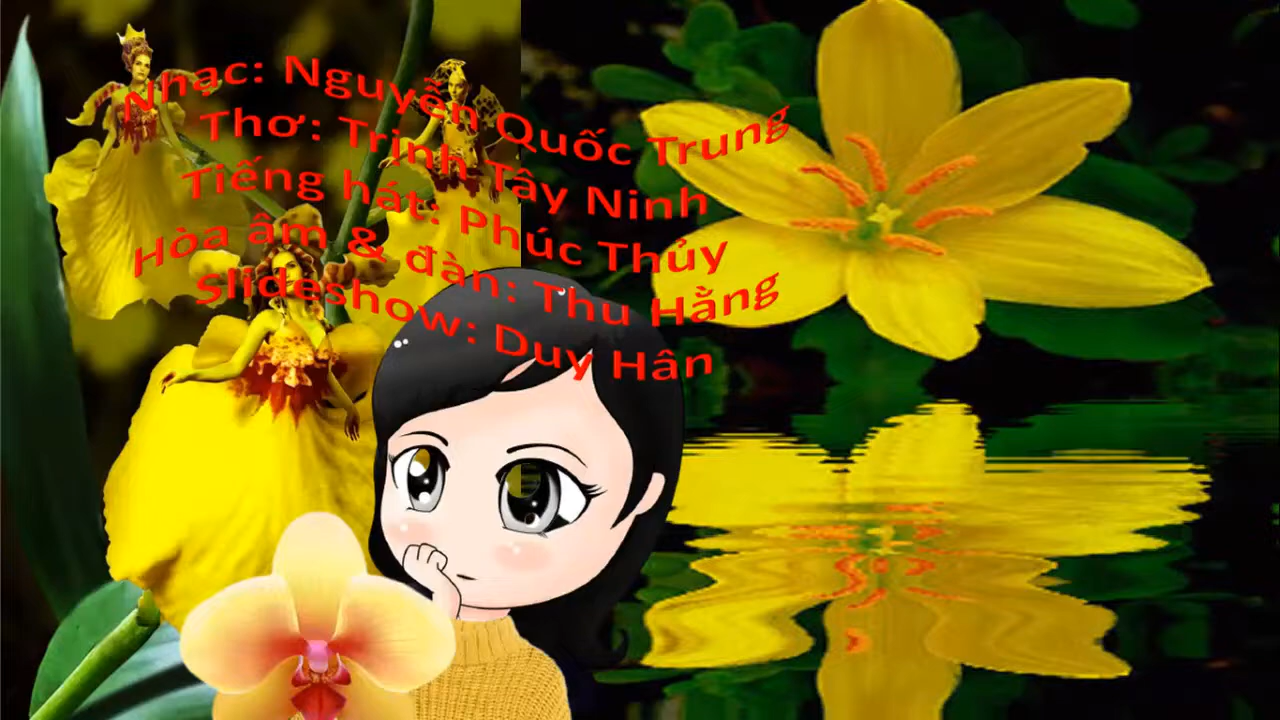 Nhạc: Nguyễn Quốc Trung
Thơ: Trịnh Tây Ninh
Tiếng hát: Phúc Thủy
Hòa âm & đàn: Thu Hằng
Slideshow: Duy Hân